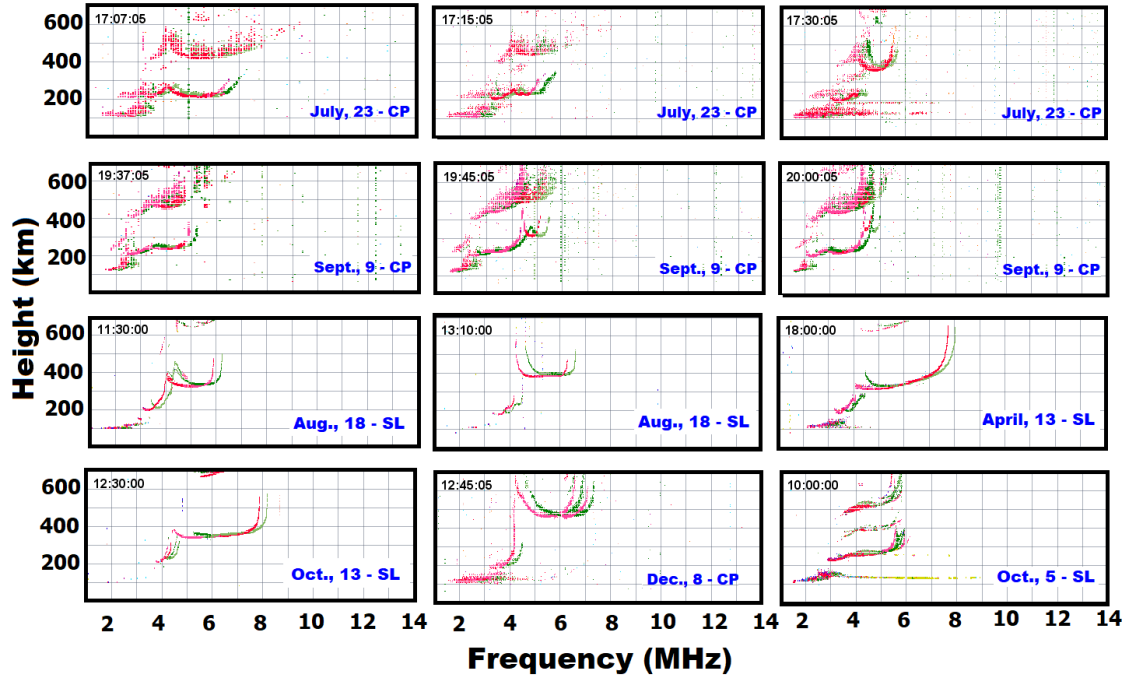 600
400
200
17:07:05
July, 23 - CP
17:15:05
July, 23 - CP
17:30:05
July, 23 - CP
600
400
200
19:37:05
Sept., 9 - CP
19:45:05
Sept., 9 - CP
20:00:05
Sept., 9 - CP
Height (km)
600
400
200
11:30:00
Aug., 18 - SL
13:10:00
Aug., 18 - SL
18:00:00
April, 13 - SL
600
400
200
12:30:00
Oct., 13 - SL
12:45:05
Dec., 8 - CP
10:00:00
Oct., 5 - SL
2 4 6 8 10 12 14 2 4 6 8 10 12 14 2 4 6 8 10 12 14
Frequency (MHz)